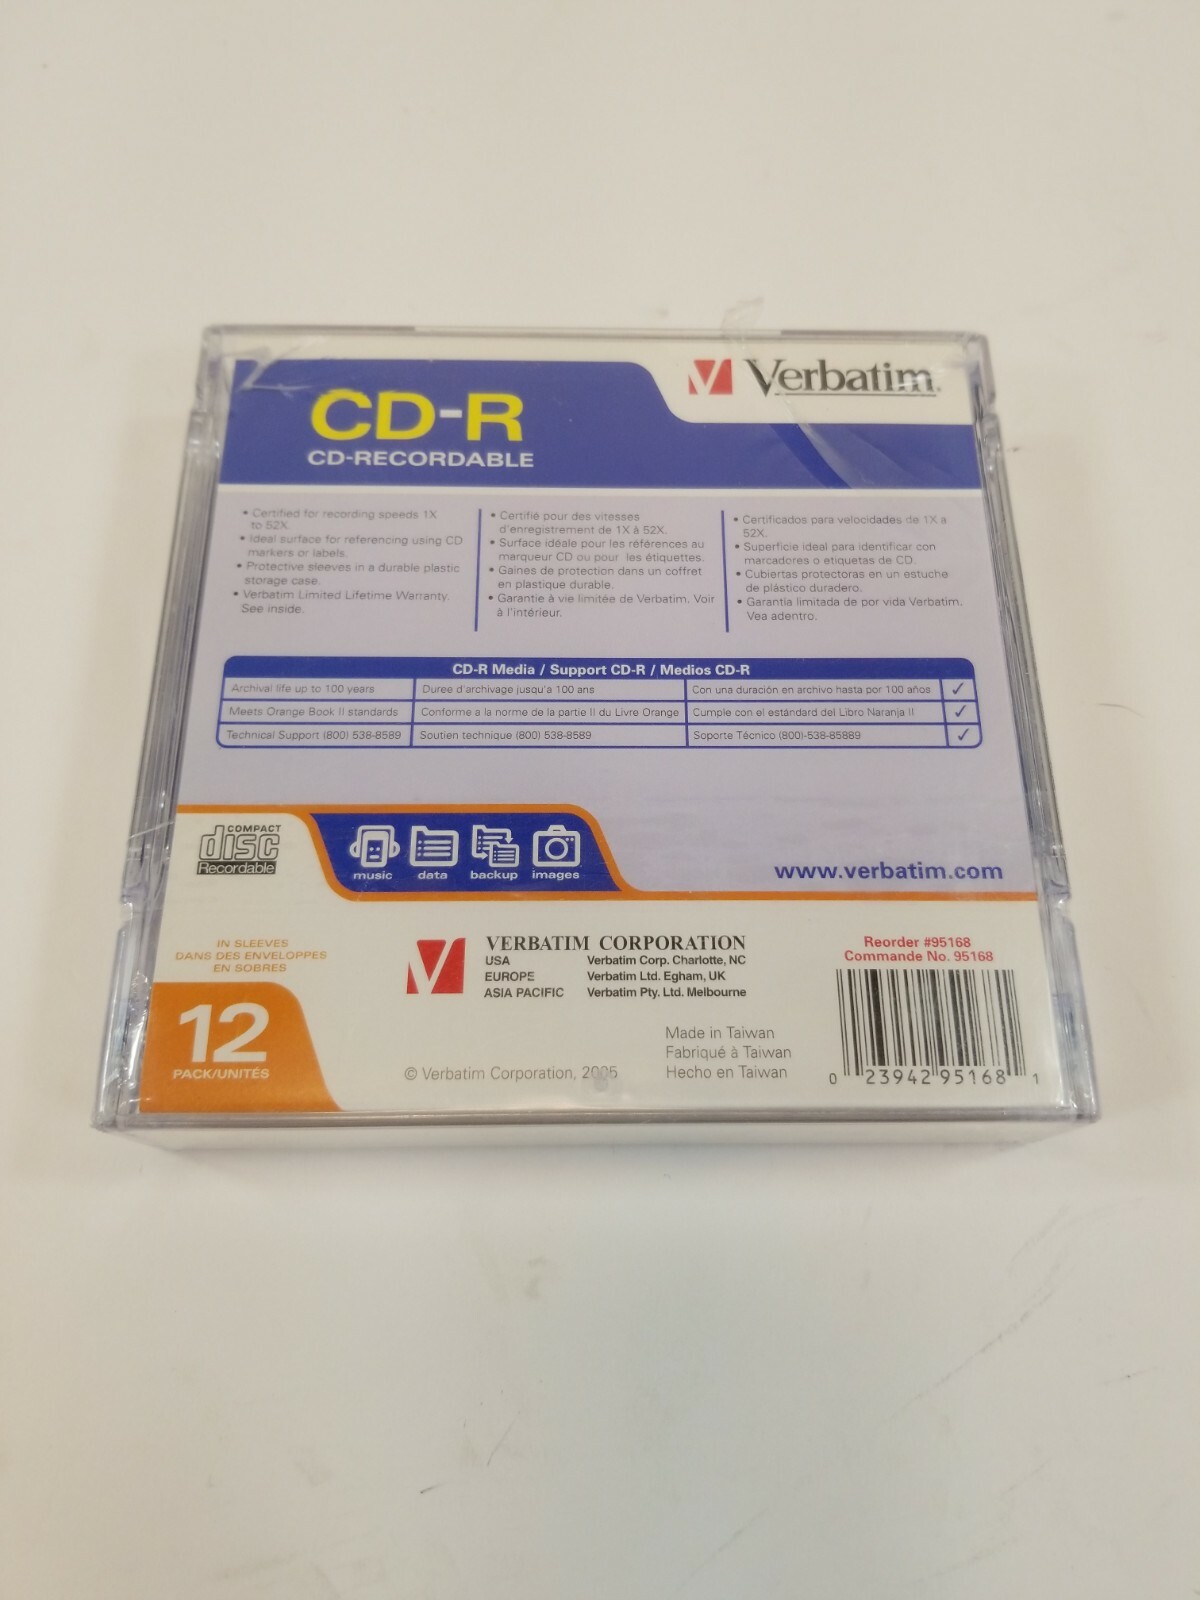 CD-R
CD-RECORDABLE
Verbatim.
• Certified for recording speeds 1X
to 52X.
• Ideal surface for referencing using CD
markers or labels.
• Protective sleeves in a durable plastic
storage case.
• Verbatim Limited Lifetime Warranty.
See inside.
• Certifié pour des vitesses
d'enregistrement de 1X à 52X.
• Surface idéale pour les références au
marqueur CD ou pour les étiquettes.
• Gaines de protection dans un coffret
en plastique durable.
• Garantie à vie limitée de Verbatim. Voir
à l'intérieur.
• Certificados para velocidades de 1X a
52X.
• Superficie ideal para identificar con
marcadores o etiquetas de CD.
• Cubiertas protectoras en un estuche
de plástico duradero.
• Garantía limitada de por vida Verbatim.
Vea adentro.
CD-R Media / Support CD-R / Medios CD-R
Archival life up to 100 years Duree d'archivage jusqu'a 100 ans Con una duración en archivo hasta por 100 años ✓
Meets Orange Book II standards Conforme a la norme de la partie II du Livre Orange Cumple con el estándard del Libro Naranja II ✓
Technical Support (800) 538-8589 Soutien technique (800) 538-8589 Soporte Técnico (800)-538-85889 ✓
COMPACT
disc
Recordable
music data backup images
www.verbatim.com
IN SLEEVES
DANS DES ENVELOPPES
EN SOBRES
12
PACK/UNITÉS
VERBATIM CORPORATION
USA Verbatim Corp. Charlotte, NC
EUROPE Verbatim Ltd. Egham, UK
ASIA PACIFIC Verbatim Pty. Ltd. Melbourne
© Verbatim Corporation, 2005
Made in Taiwan
Fabriqué à Taiwan
Hecho en Taiwan
Reorder #95168
Commande No. 95168
0 23942 95168 1